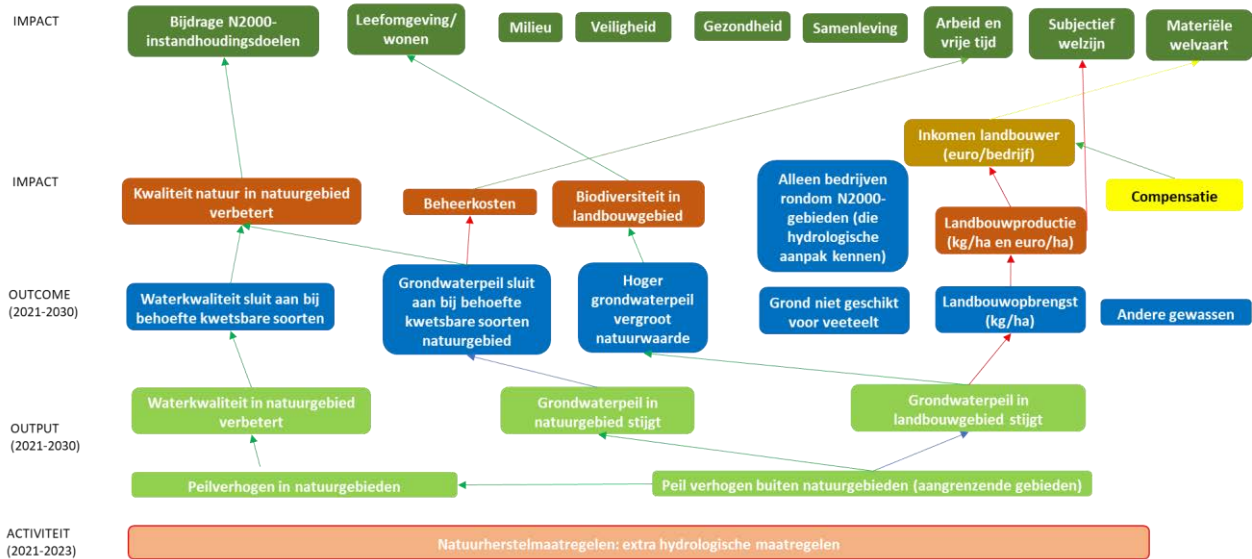 IMPACT
Bijdrage N2000-
instandhoudingsdoelen
Leefomgeving/
wonen
Milieu
Veiligheid
Gezondheid
Samenleving
Arbeid en
vrije tijd
Subjectief
welzijn
Materiële
welvaart
Inkomen landbouwer
(euro/bedrijf)
IMPACT
Kwaliteit natuur in natuurgebied
verbetert
Beheerkosten
Biodiversiteit in
landbouwgebied
Alleen bedrijven
rondom N2000-
gebieden (die
hydrologische
aanpak kennen)
Landbouwproductie
(kg/ha en euro/ha)
Compensatie
OUTCOME
(2021-2030)
Waterkwaliteit sluit aan bij
behoefte kwetsbare soorten
Grondwaterpeil sluit
aan bij behoefte
kwetsbare soorten
natuurgebied
Hoger
grondwaterpeil
vergroot
natuurwaarde
Grond niet geschikt
voor veeteelt
Landbouwopbrengst
(kg/ha)
Andere gewassen
OUTPUT
(2021-2030)
Waterkwaliteit in natuurgebied
verbetert
Grondwaterpeil in
natuurgebied stijgt
Grondwaterpeil in
landbouwgebied stijgt
Peilverhogen in natuurgebieden
Peil verhogen buiten natuurgebieden (aangrenzende gebieden)
ACTIVITEIT
(2021-2023)
Natuurherstelmaatregelen: extra hydrologische maatregelen